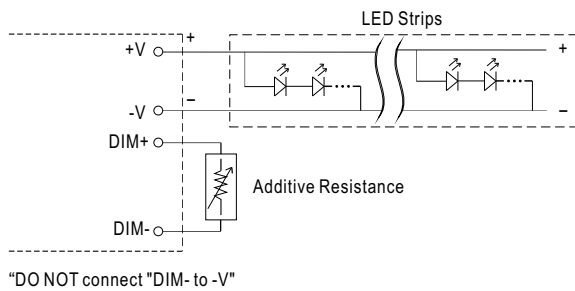 LED Strips
+
+V
+
-V
−
−
DIM+
Additive Resistance
DIM-
“DO NOT connect "DIM- to -V"